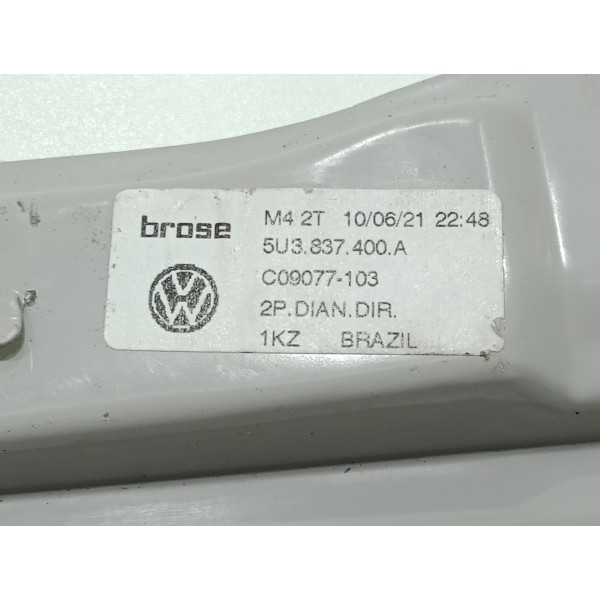 brose
M4 2T 10/06/21 22:48
5U3.837.400.A
C09077-103
2P.DIAN.DIR.
1KZ BRAZIL